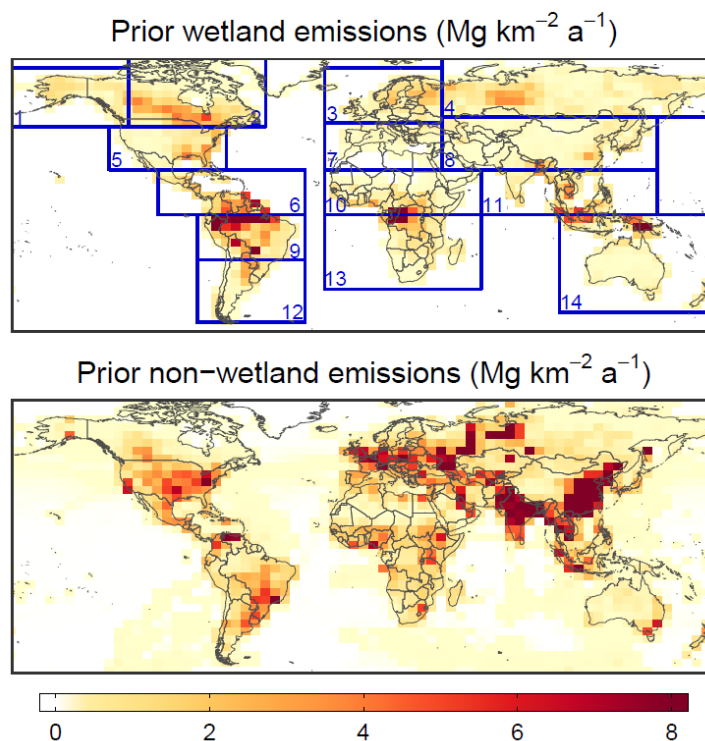 Prior wetland emissions (Mg km⁻² a⁻¹)
1 2 3 4
5 7 8
6 10 11
9
13
12 14
Prior non−wetland emissions (Mg km⁻² a⁻¹)
0 2 4 6 8